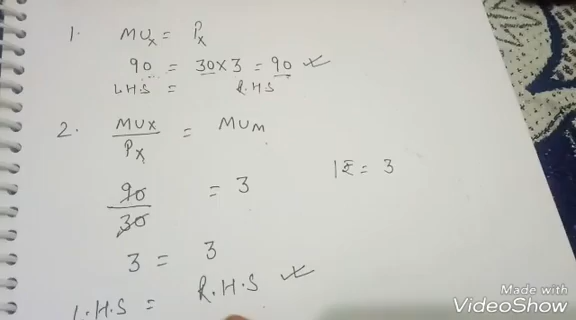 1. MUx = Px
90 = 30×3 = 90
L.H.S = R.H.S
2. MUx/Px = MUm
90/30 = 3
1₹ = 3
3 = 3
L.H.S = R.H.S
Made with
VideoShow